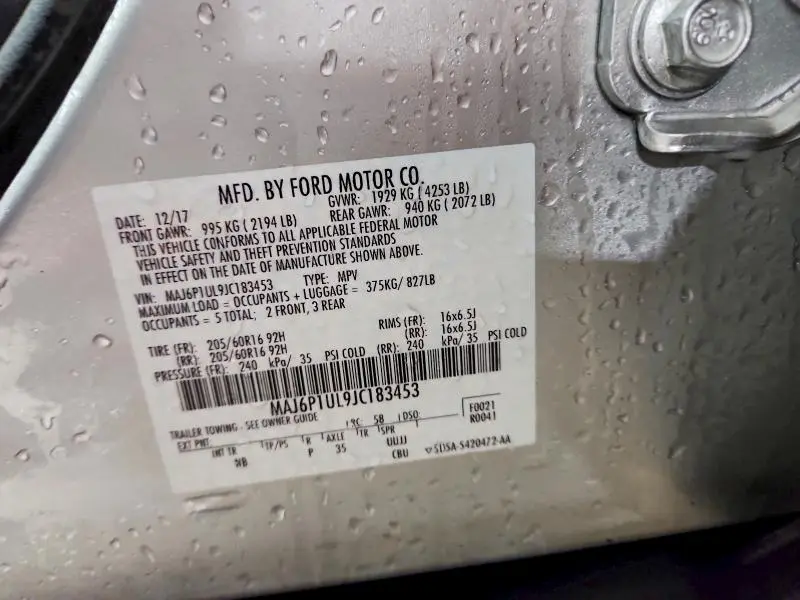 MFD. BY FORD MOTOR CO.
DATE: 12/17 GVWR: 1929 KG ( 4253 LB)
FRONT GAWR: 995 KG ( 2194 LB) REAR GAWR: 940 KG ( 2072 LB)
THIS VEHICLE CONFORMS TO ALL APPLICABLE FEDERAL MOTOR
VEHICLE SAFETY AND THEFT PREVENTION STANDARDS
IN EFFECT ON THE DATE OF MANUFACTURE SHOWN ABOVE.
VIN: MAJ6P1UL9JC183453 TYPE: MPV
MAXIMUM LOAD = OCCUPANTS + LUGGAGE = 375KG/ 827LB
OCCUPANTS = 5 TOTAL; 2 FRONT, 3 REAR
TIRE (FR): 205/60R16 92H RIMS (FR): 16x6.5J
(RR): 205/60R16 92H (RR): 16x6.5J
PRESSURE (FR): 240 kPa/ 35 PSI COLD (RR): 240 kPa/ 35 PSI COLD
MAJ6P1UL9JC183453
TRAILER TOWING - SEE OWNER GUIDE RC: 58 DSO: F0021
R0041
EXT PNT: INT TR TP/PS R AXLE TR SPR
P 35 UUJJ
CBU